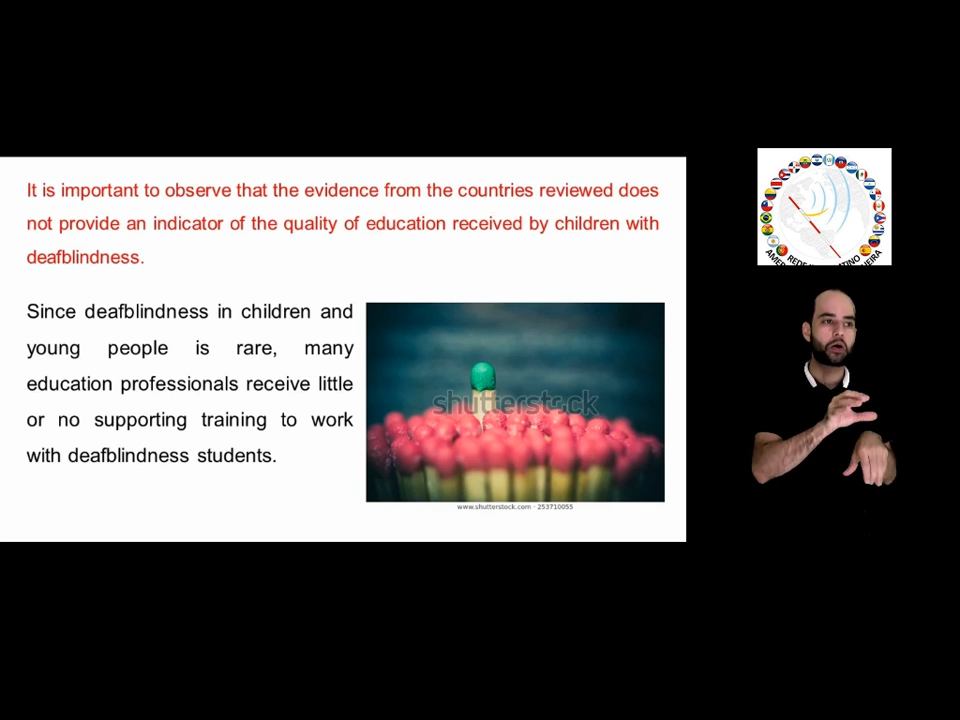 It is important to observe that the evidence from the countries reviewed does
not provide an indicator of the quality of education received by children with
deafblindness.
Since deafblindness in children and
young people is rare, many
education professionals receive little
or no supporting training to work
with deafblindness students.
shutterstock
www.shutterstock.com · 253710055